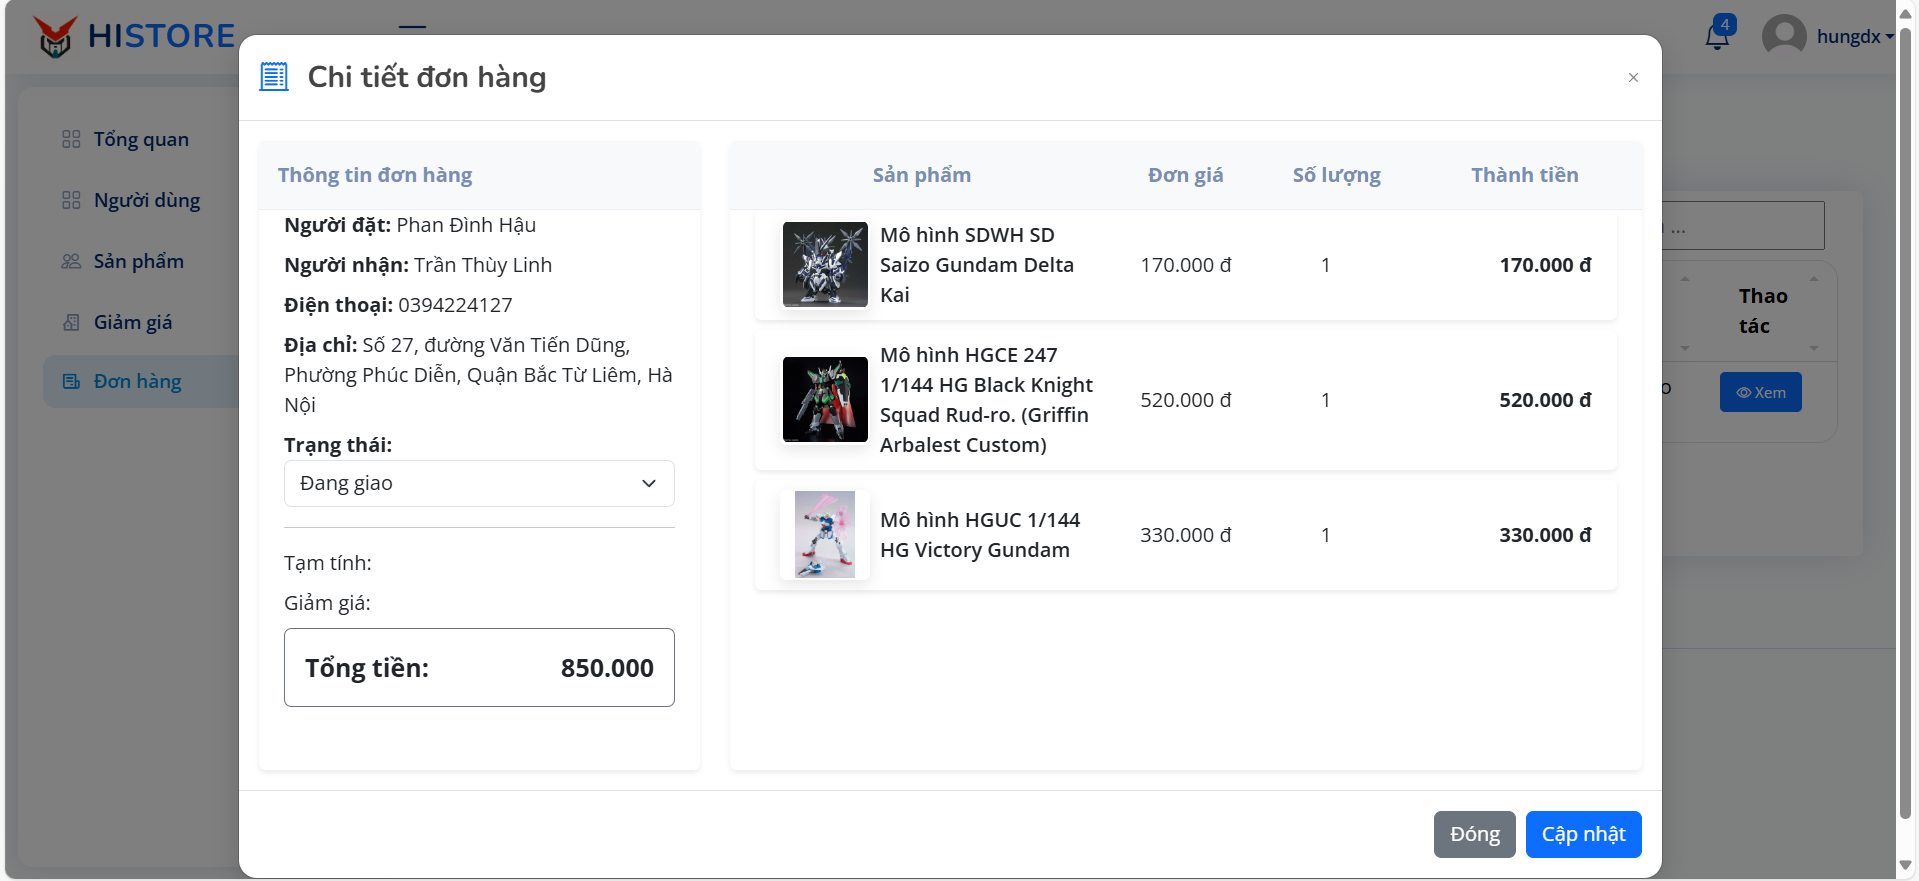 HISTORE
4
hungdx
Chi tiết đơn hàng
×
Tổng quan
Người dùng
Sản phẩm
Giảm giá
Đơn hàng
Thông tin đơn hàng
Người đặt: Phan Đình Hậu
Người nhận: Trần Thùy Linh
Điện thoại: 0394224127
Địa chỉ: Số 27, đường Văn Tiến Dũng,
Phường Phúc Diễn, Quận Bắc Từ Liêm, Hà
Nội
Trạng thái:
Đang giao
Tạm tính:
Giảm giá:
Tổng tiền: 850.000
Sản phẩm Đơn giá Số lượng Thành tiền
Mô hình SDWH SD
Saizo Gundam Delta
Kai
170.000 đ 1 170.000 đ
Mô hình HGCE 247
1/144 HG Black Knight
Squad Rud-ro. (Griffin
Arbalest Custom)
520.000 đ 1 520.000 đ
Mô hình HGUC 1/144
HG Victory Gundam
330.000 đ 1 330.000 đ
...
Thao
tác
Xem
Đóng
Cập nhật